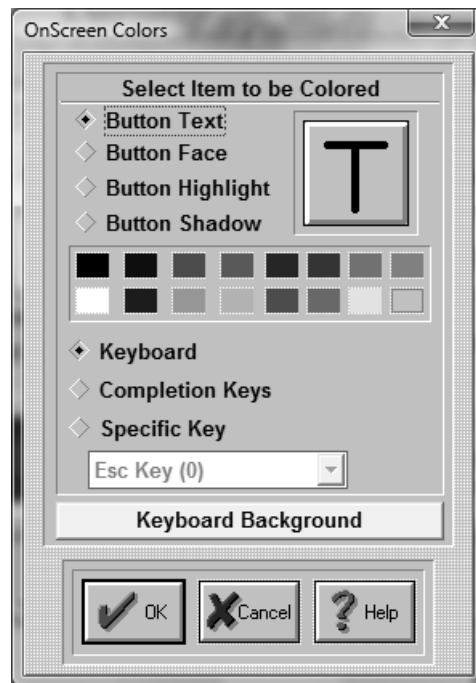 OnScreen Colors
X
Select Item to be Colored
Button Text
Button Face
Button Highlight
Button Shadow
T
Keyboard
Completion Keys
Specific Key
Esc Key (0)
Keyboard Background
OK
Cancel
Help